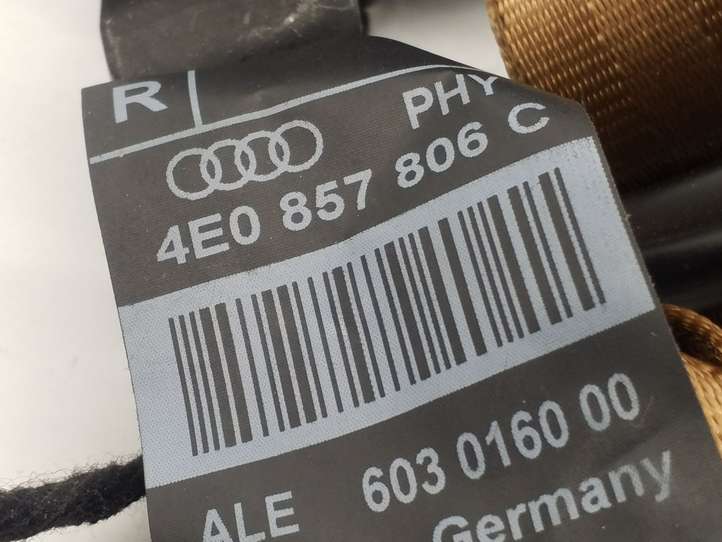 R
PHY
4E0 857 806 C
603 0160 00
ALE
Germany